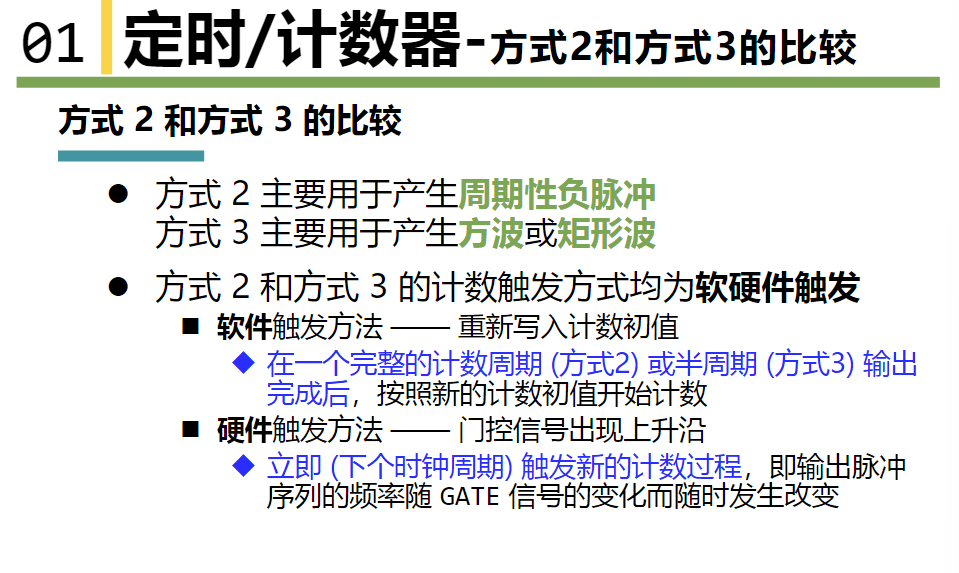 01 定时/计数器-方式2和方式3的比较
方式 2 和方式 3 的比较
● 方式 2 主要用于产生周期性负脉冲
方式 3 主要用于产生方波或矩形波
● 方式 2 和方式 3 的计数触发方式均为软硬件触发
■ 软件触发方法 —— 重新写入计数初值
◆ 在一个完整的计数周期 (方式2) 或半周期 (方式3) 输出
完成后，按照新的计数初值开始计数
■ 硬件触发方法 —— 门控信号出现上升沿
◆ 立即 (下个时钟周期) 触发新的计数过程，即输出脉冲
序列的频率随 GATE 信号的变化而随时发生改变